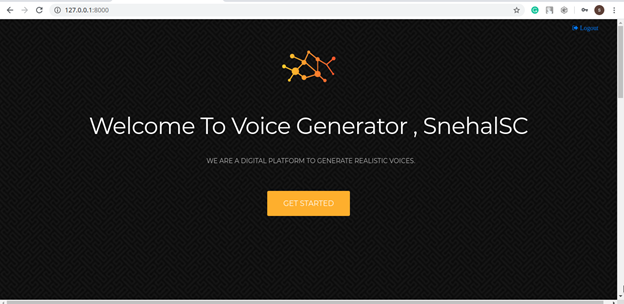 127.0.0.1:8000
S
Logout
Welcome To Voice Generator , SnehalSC
WE ARE A DIGITAL PLATFORM TO GENERATE REALISTIC VOICES.
GET STARTED